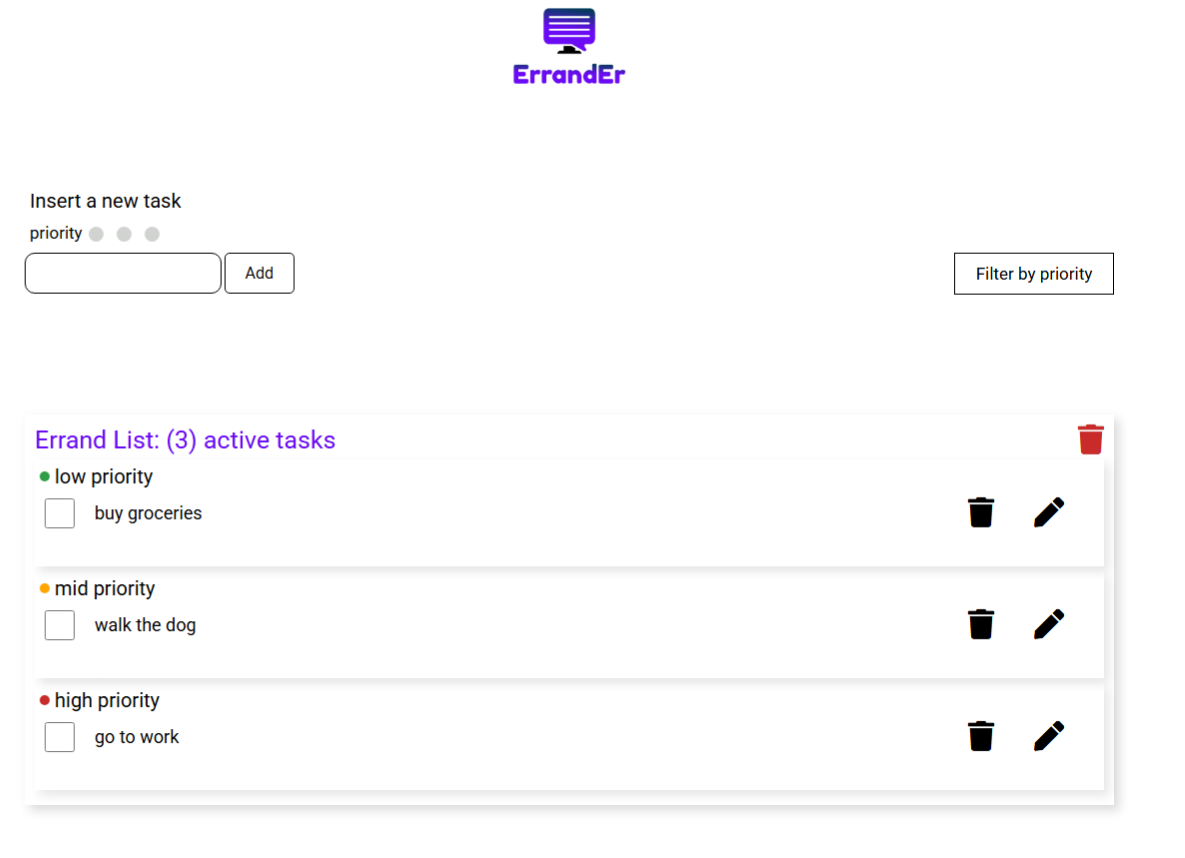 ErrandEr
Insert a new task
priority
Add
Filter by priority
Errand List: (3) active tasks
low priority
buy groceries
mid priority
walk the dog
high priority
go to work